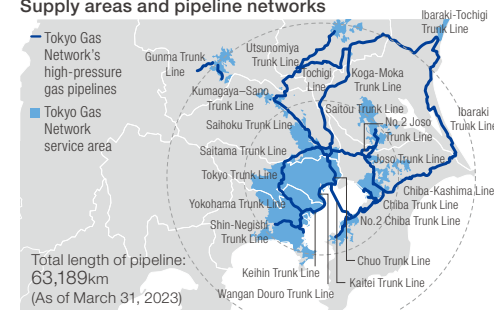 Supply areas and pipeline networks
Tokyo Gas
Network's
high-pressure
gas pipelines
Tokyo Gas
Network
service area
Ibaraki-Tochigi
Trunk Line
Utsunomiya
Trunk Line
Gunma Trunk
Line
Tochigi
Line
Koga-Moka
Trunk Line
Kumagaya–Sapo
Trunk Line
Saitou Trunk Line
No.2 Joso
Trunk Line
Ibaraki
Trunk Line
Saihoku Trunk Line
Saitama Trunk Line
Joso Trunk Line
Tokyo Trunk Line
Chiba-Kashima Line
Yokohama Trunk Line
Chiba Trunk Line
No.2 Chiba Trunk Line
Shin-Negishi
Trunk Line
Chuo Trunk Line
Keihin Trunk Line
Kaitei Trunk Line
Wangan Douro Trunk Line
Total length of pipeline:
63,189km
(As of March 31, 2023)